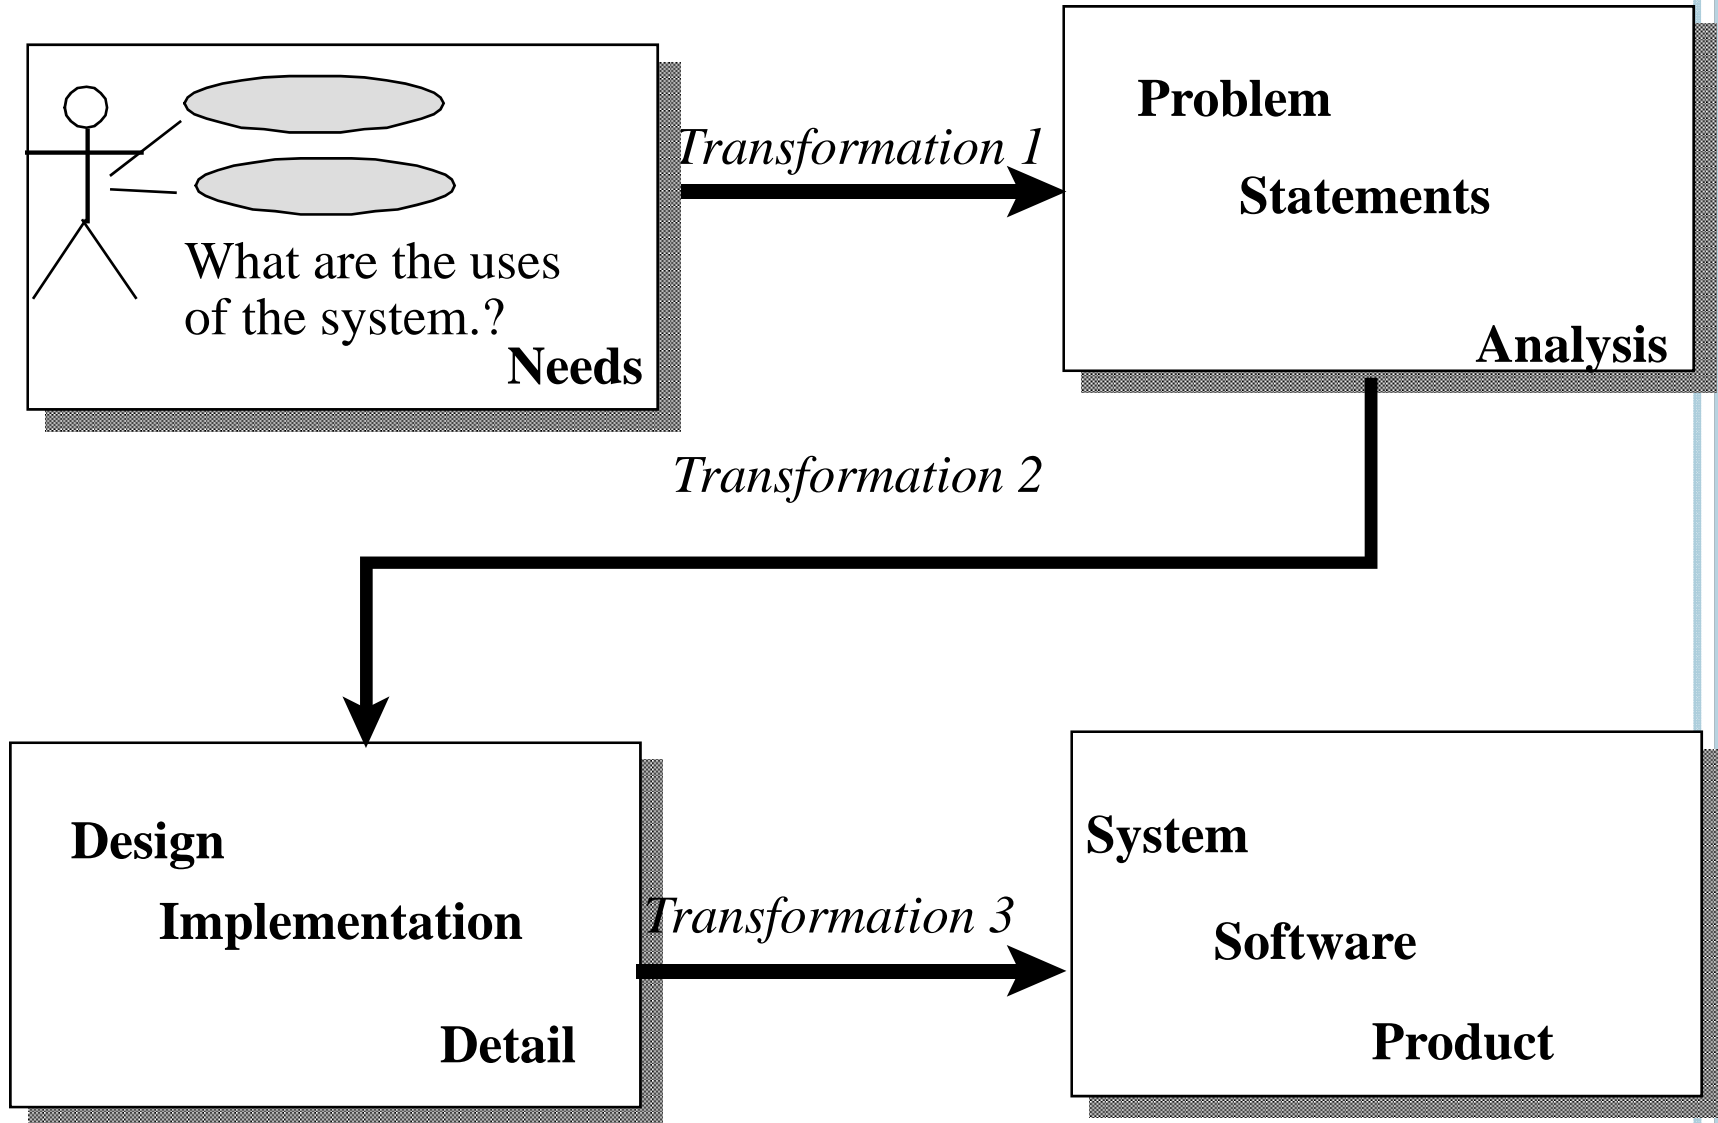 What are the uses
of the system.?
Needs
Transformation 1
Problem
Statements
Analysis
Transformation 2
Design
Implementation
Detail
Transformation 3
System
Software
Product